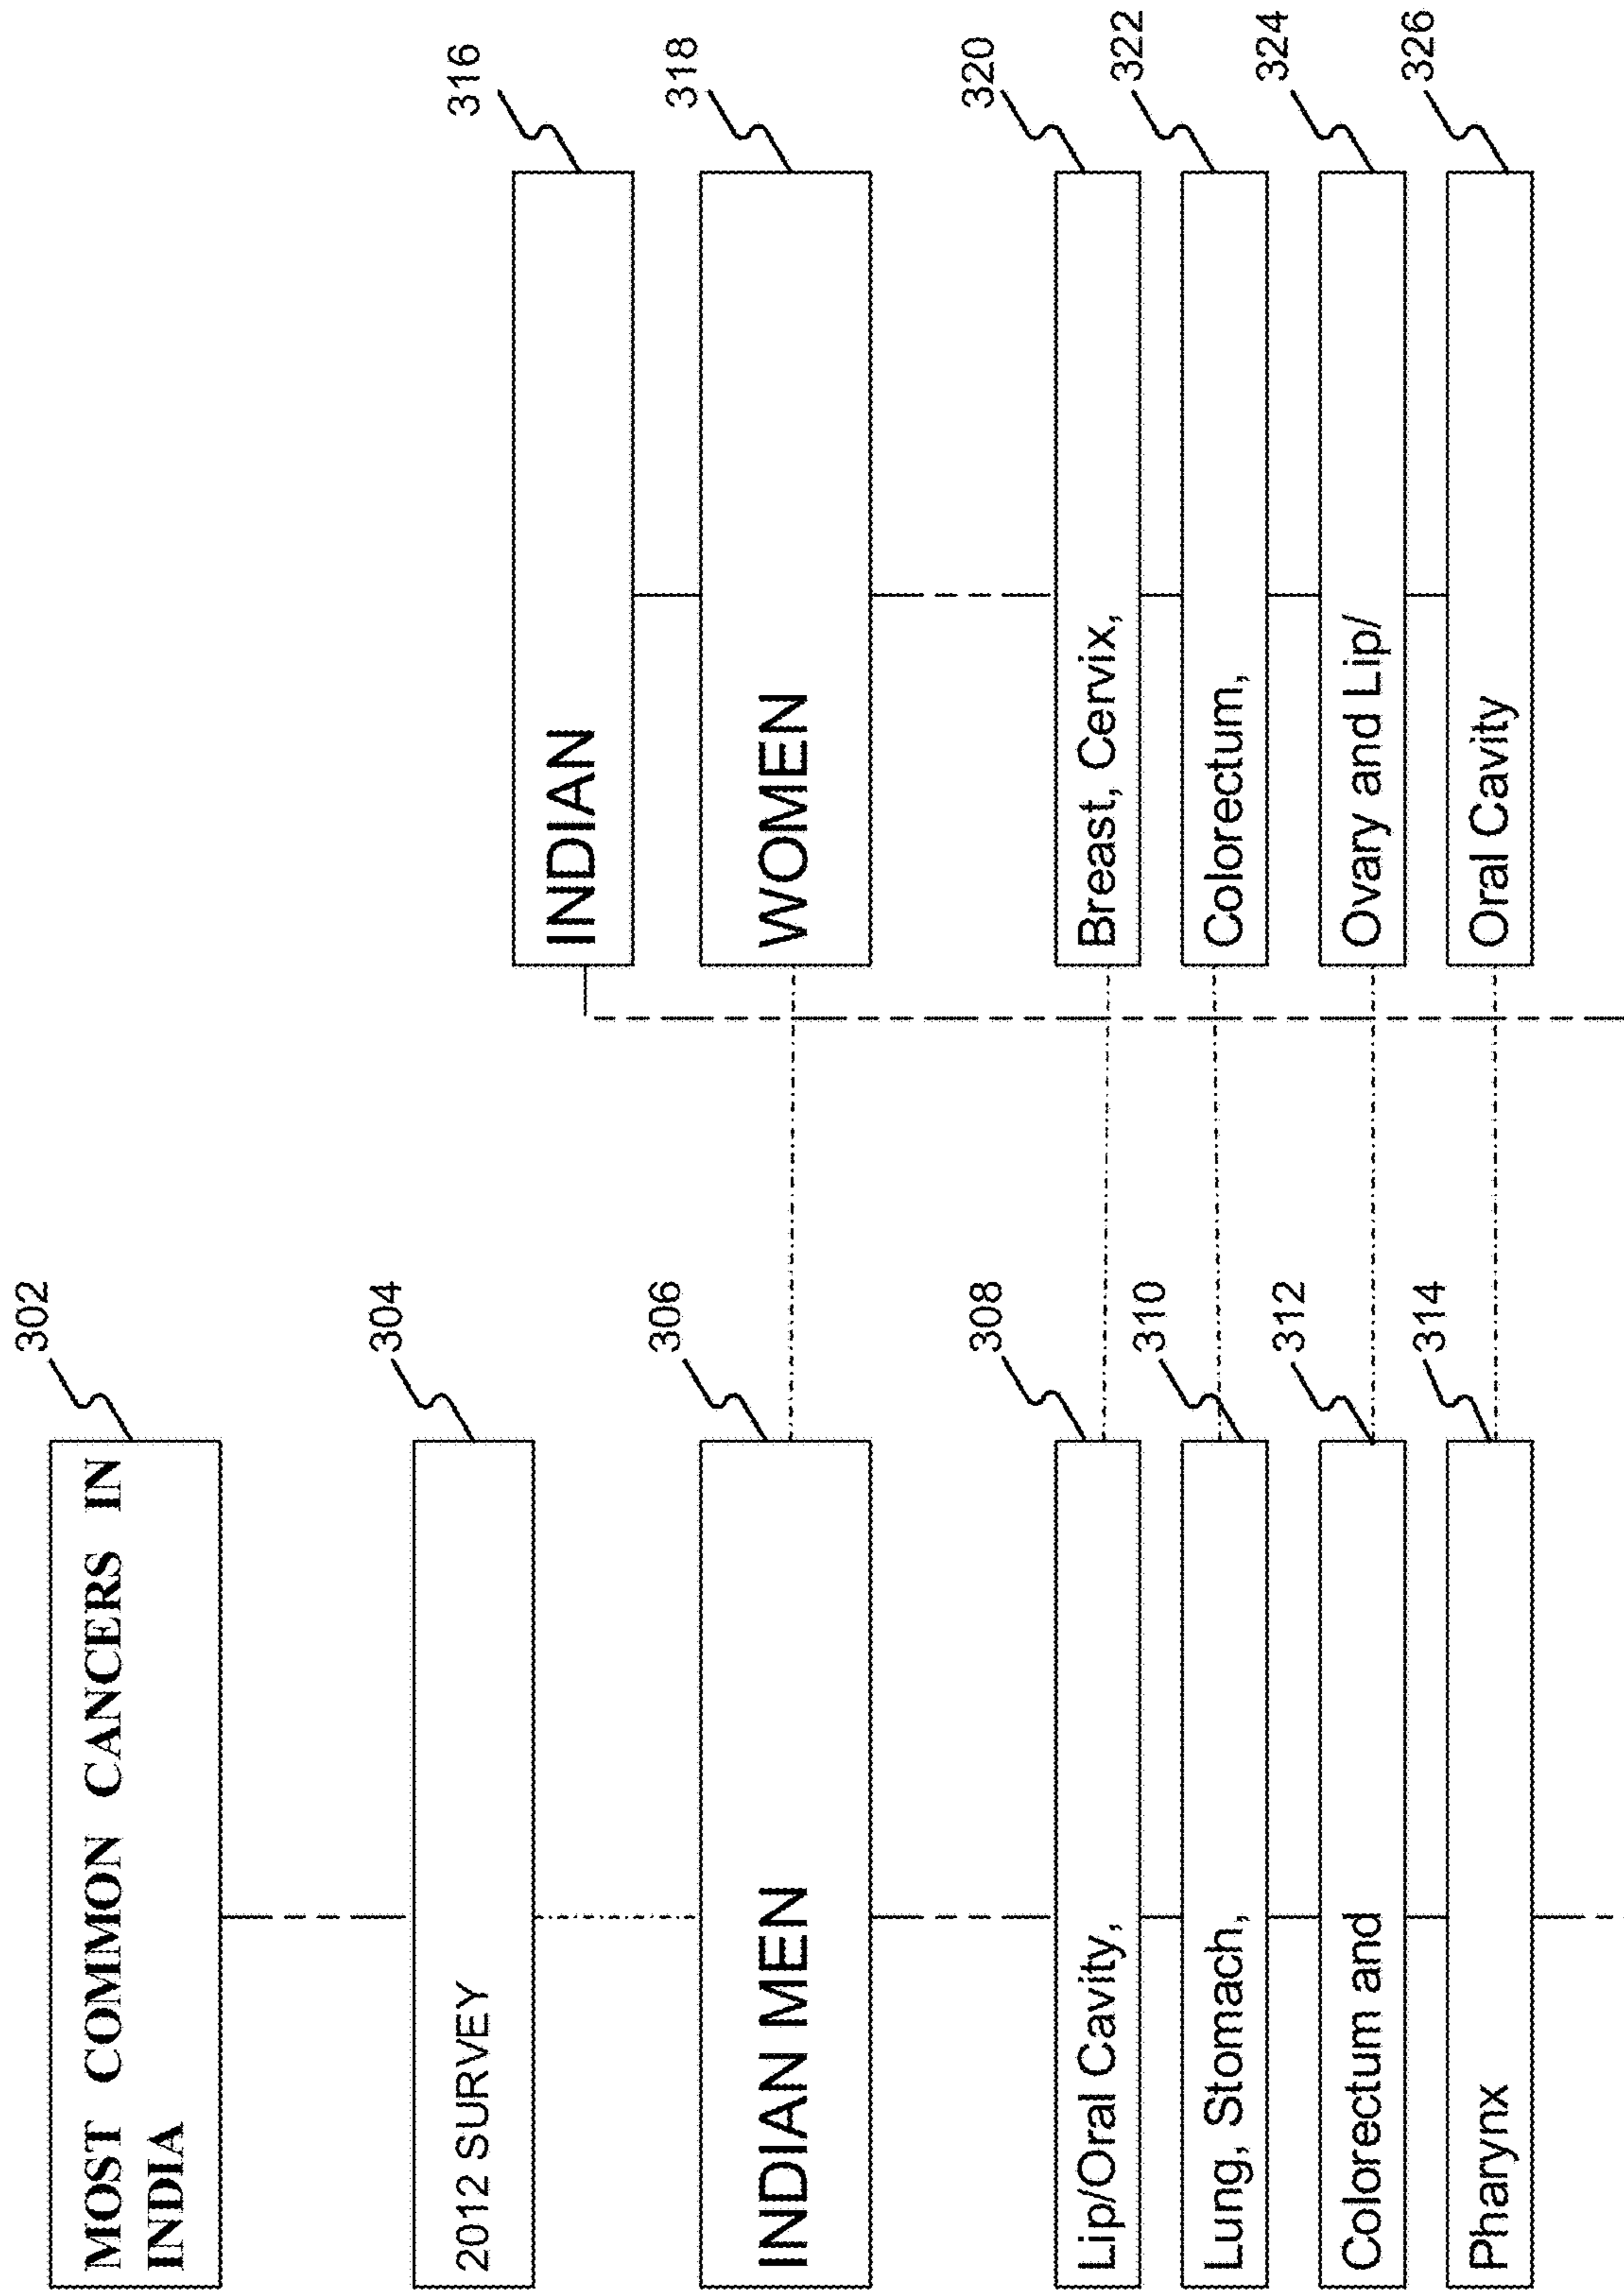 302
MOST COMMON CANCERS IN
INDIA
304
2012 SURVEY
306
INDIAN MEN
308
Lip/Oral Cavity,
310
Lung, Stomach,
312
Colorectum and
314
Pharynx
316
INDIAN
318
WOMEN
320
Breast, Cervix,
322
Colorectum,
324
Ovary and Lip/
326
Oral Cavity